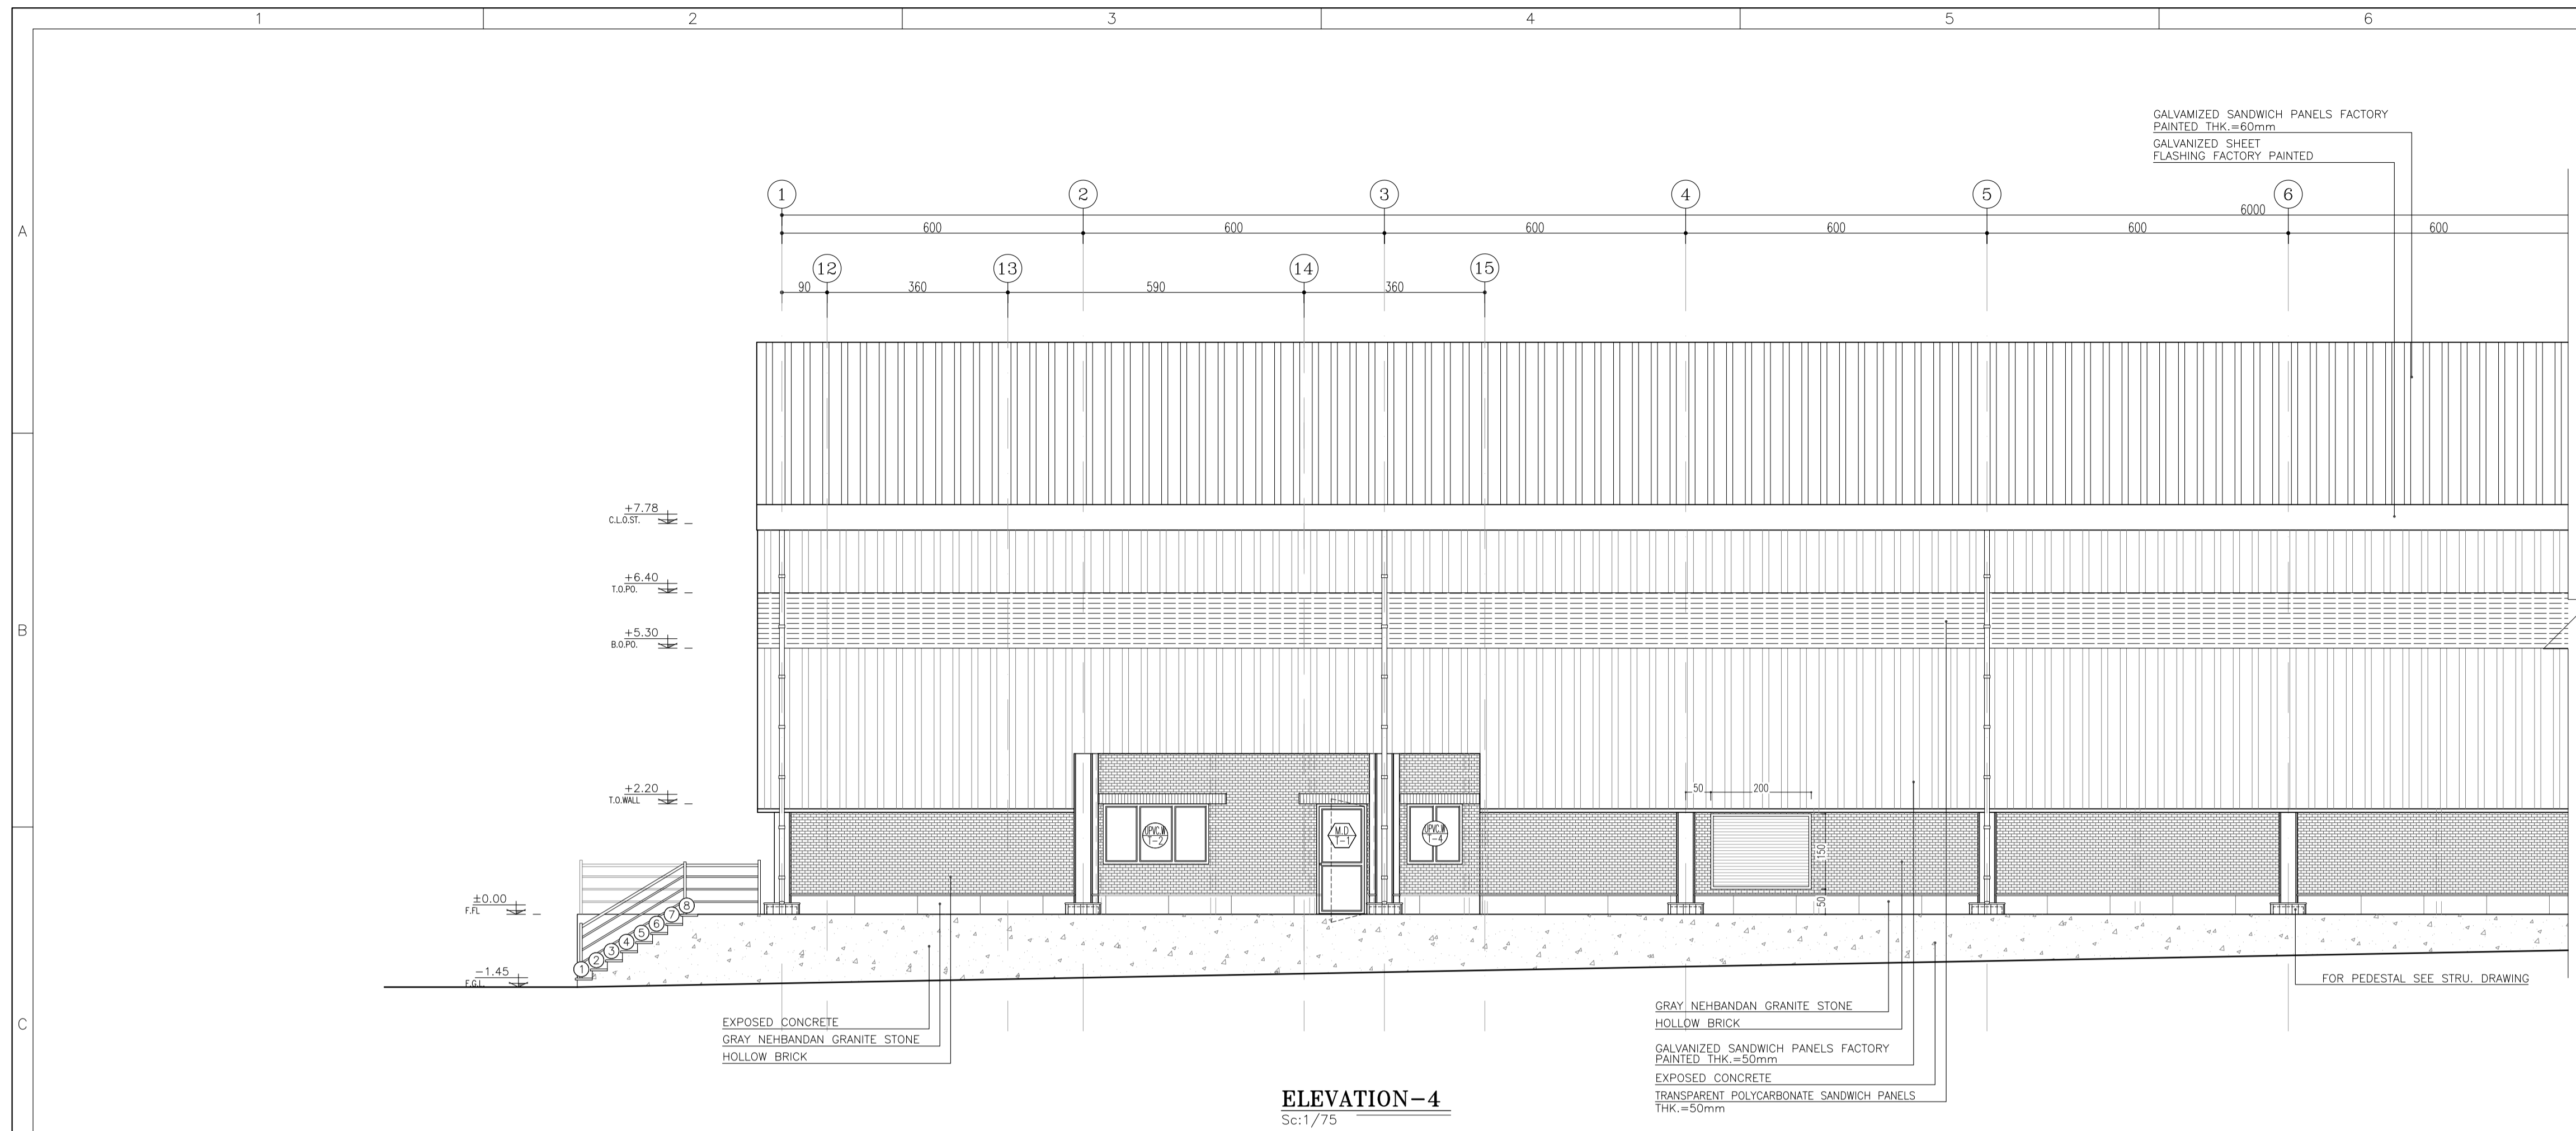 1 2 3 4 5 6
A
B
C
GALVAMIZED SANDWICH PANELS FACTORY
PAINTED THK.=60mm
GALVANIZED SHEET
FLASHING FACTORY PAINTED
1 2 3 4 5 6
6000
600 600 600 600 600 600
12 13 14 15
90 360 590 360
+7.78
C.L.O.ST.
+6.40
T.O.PO.
+5.30
B.O.PO.
+2.20
T.O.WALL
±0.00
F.FL
-1.45
F.G.L.
50 200
150
50
UPVC.W
T-2
M.D
T-1
UPVC.W
T-4
1 2 3 4 5 6 7 8
FOR PEDESTAL SEE STRU. DRAWING
EXPOSED CONCRETE
GRAY NEHBANDAN GRANITE STONE
HOLLOW BRICK
GRAY NEHBANDAN GRANITE STONE
HOLLOW BRICK
GALVANIZED SANDWICH PANELS FACTORY
PAINTED THK.=50mm
EXPOSED CONCRETE
TRANSPARENT POLYCARBONATE SANDWICH PANELS
THK.=50mm
ELEVATION-4
Sc:1/75